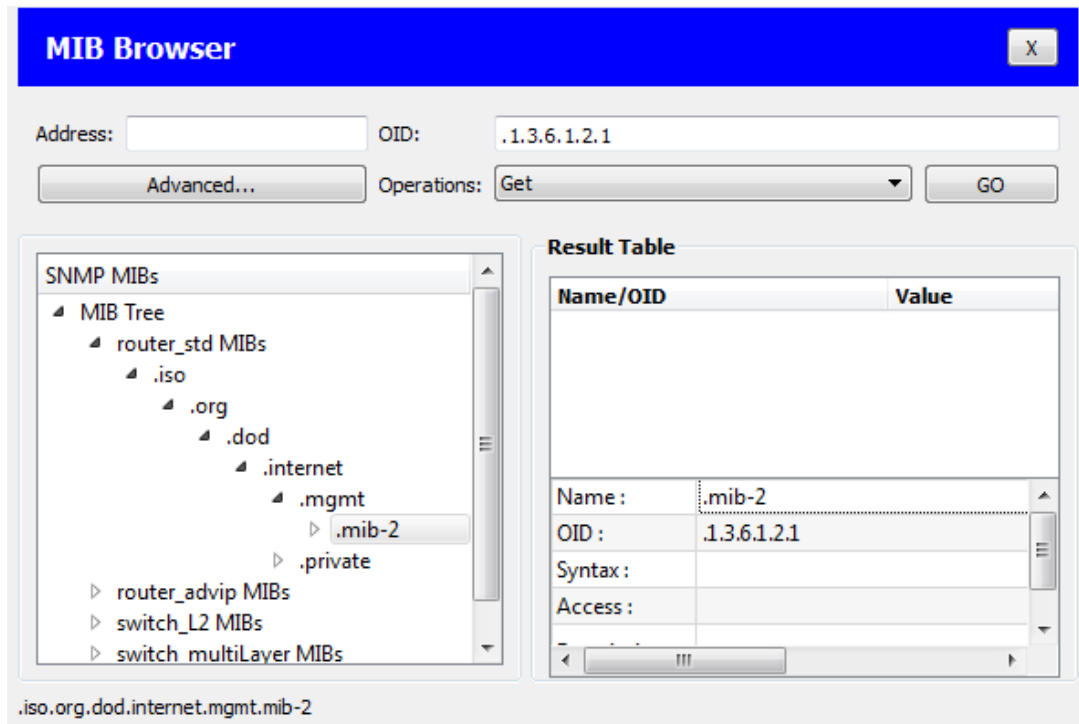 MIB Browser
X
Address:
OID: .1.3.6.1.2.1
Advanced...
Operations: Get
GO
SNMP MIBs
MIB Tree
router_std MIBs
.iso
.org
.dod
.internet
.mgmt
.mib-2
.private
router_advip MIBs
switch_L2 MIBs
switch_multiLayer MIBs
Result Table
Name/OID Value
Name : .mib-2
OID : .1.3.6.1.2.1
Syntax :
Access :
.iso.org.dod.internet.mgmt.mib-2